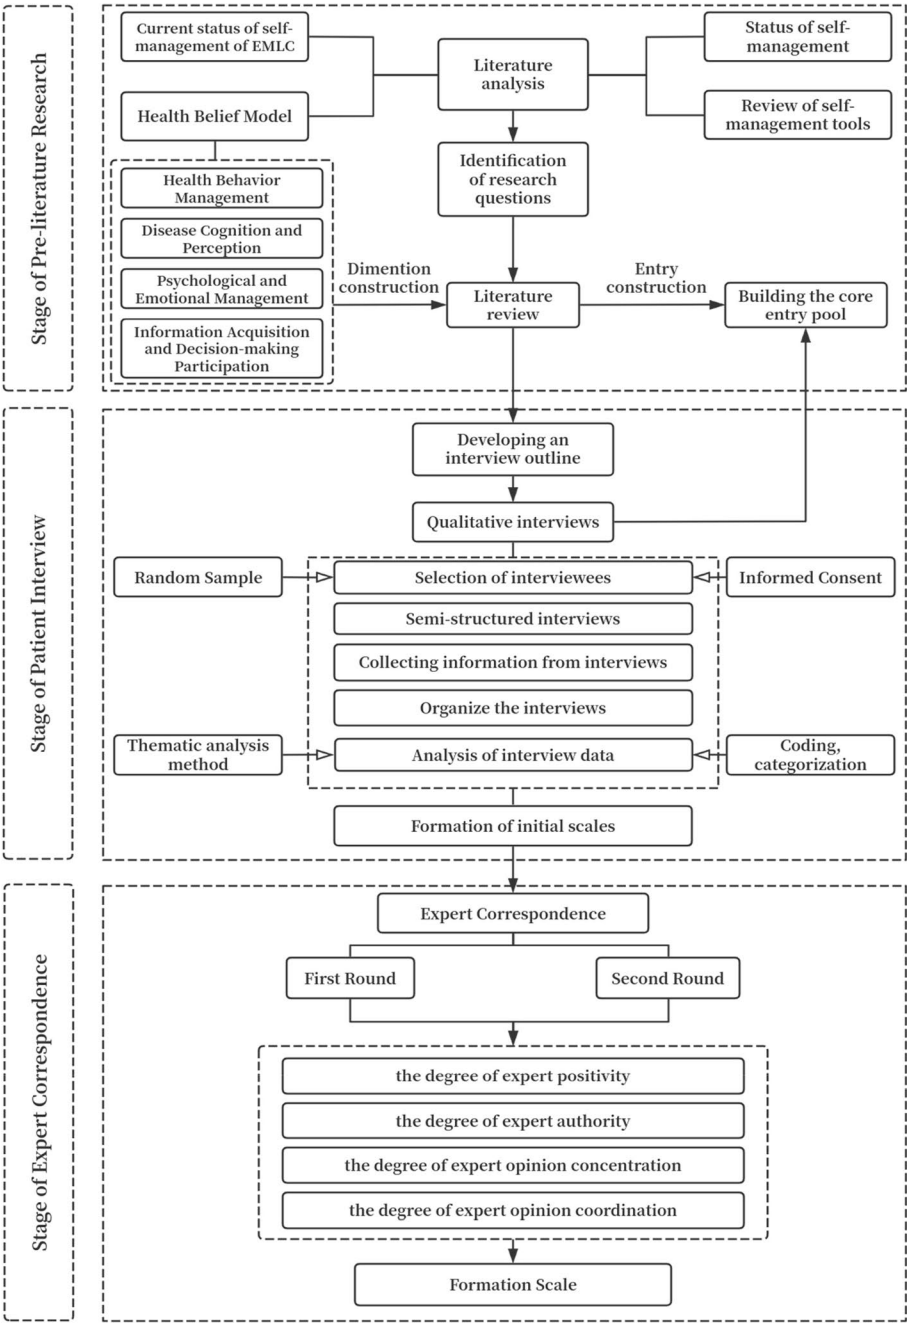 Stage of Pre-literature Research
Current status of self-
management of EMLC
Health Belief Model
Literature
analysis
Status of self-
management
Review of self-
management tools
Identification
of research
questions
Health Behavior
Management
Disease Cognition and
Perception
Psychological and
Emotional Management
Information Acquisition
and Decision-making
Participation
Dimention
construction
Literature
review
Entry
construction
Building the core
entry pool
Stage of Patient Interview
Developing an
interview outline
Qualitative interviews
Random Sample
Selection of interviewees
Informed Consent
Semi-structured interviews
Collecting information from interviews
Organize the interviews
Thematic analysis
method
Analysis of interview data
Coding,
categorization
Formation of initial scales
Stage of Expert Correspondence
Expert Correspondence
First Round
Second Round
the degree of expert positivity
the degree of expert authority
the degree of expert opinion concentration
the degree of expert opinion coordination
Formation Scale